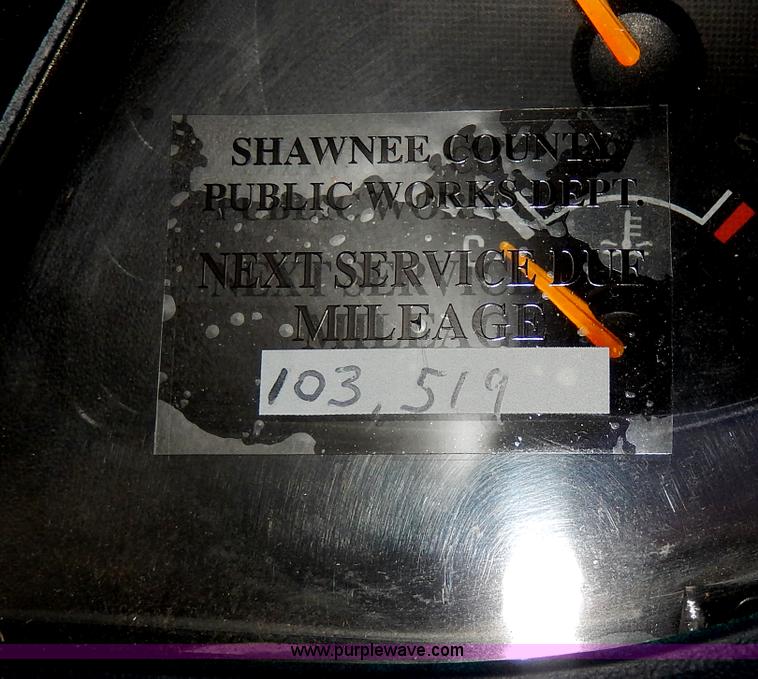 SHAWNEE COUNTY
PUBLIC WORKS DEPT.
NEXT SERVICE DUE
MILEAGE
103,519
C
www.purplewave.com